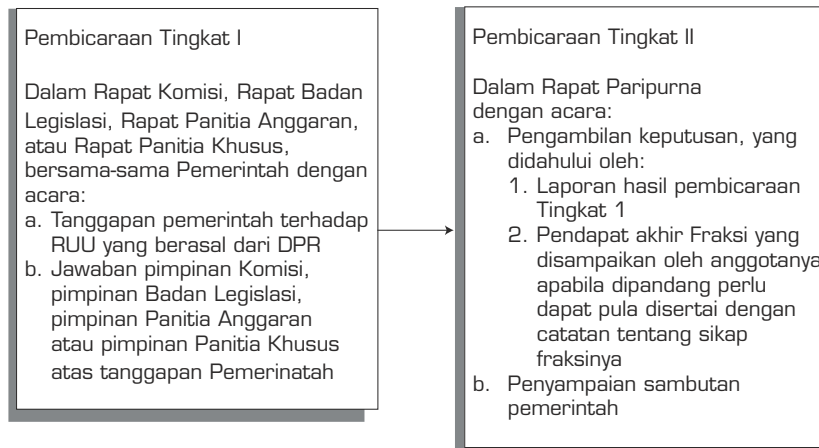 Pembicaraan Tingkat I
Dalam Rapat Komisi, Rapat Badan
Legislasi, Rapat Panitia Anggaran,
atau Rapat Panitia Khusus,
bersama-sama Pemerintah dengan
acara:
a. Tanggapan pemerintah terhadap
RUU yang berasal dari DPR
b. Jawaban pimpinan Komisi,
pimpinan Badan Legislasi,
pimpinan Panitia Anggaran
atau pimpinan Panitia Khusus
atas tanggapan Pemerinatah
Pembicaraan Tingkat II
Dalam Rapat Paripurna
dengan acara:
a. Pengambilan keputusan, yang
didahului oleh:
1. Laporan hasil pembicaraan
Tingkat 1
2. Pendapat akhir Fraksi yang
disampaikan oleh anggotanya
apabila dipandang perlu
dapat pula disertai dengan
catatan tentang sikap
fraksinya
b. Penyampaian sambutan
pemerintah